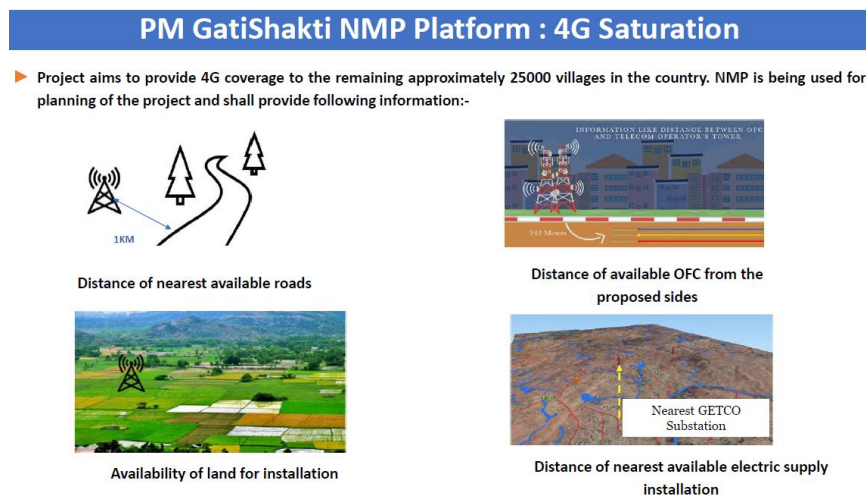 PM GatiShakti NMP Platform : 4G Saturation
Project aims to provide 4G coverage to the remaining approximately 25000 villages in the country. NMP is being used for
planning of the project and shall provide following information:-
1KM
Distance of nearest available roads
INFORMATION LIKE DISTANCE BETWEEN OFC
AND TELECOM OPERATOR'S TOWER
242 Meters
Distance of available OFC from the
proposed sides
Availability of land for installation
Nearest GETCO
Substation
Distance of nearest available electric supply
installation